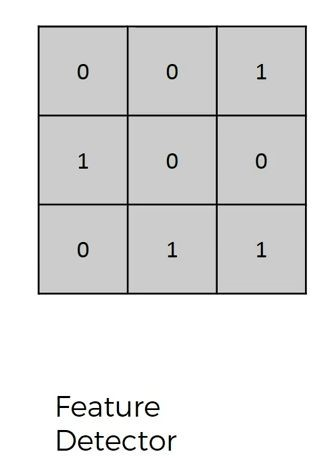 0 0 1
1 0 0
0 1 1
Feature
Detector